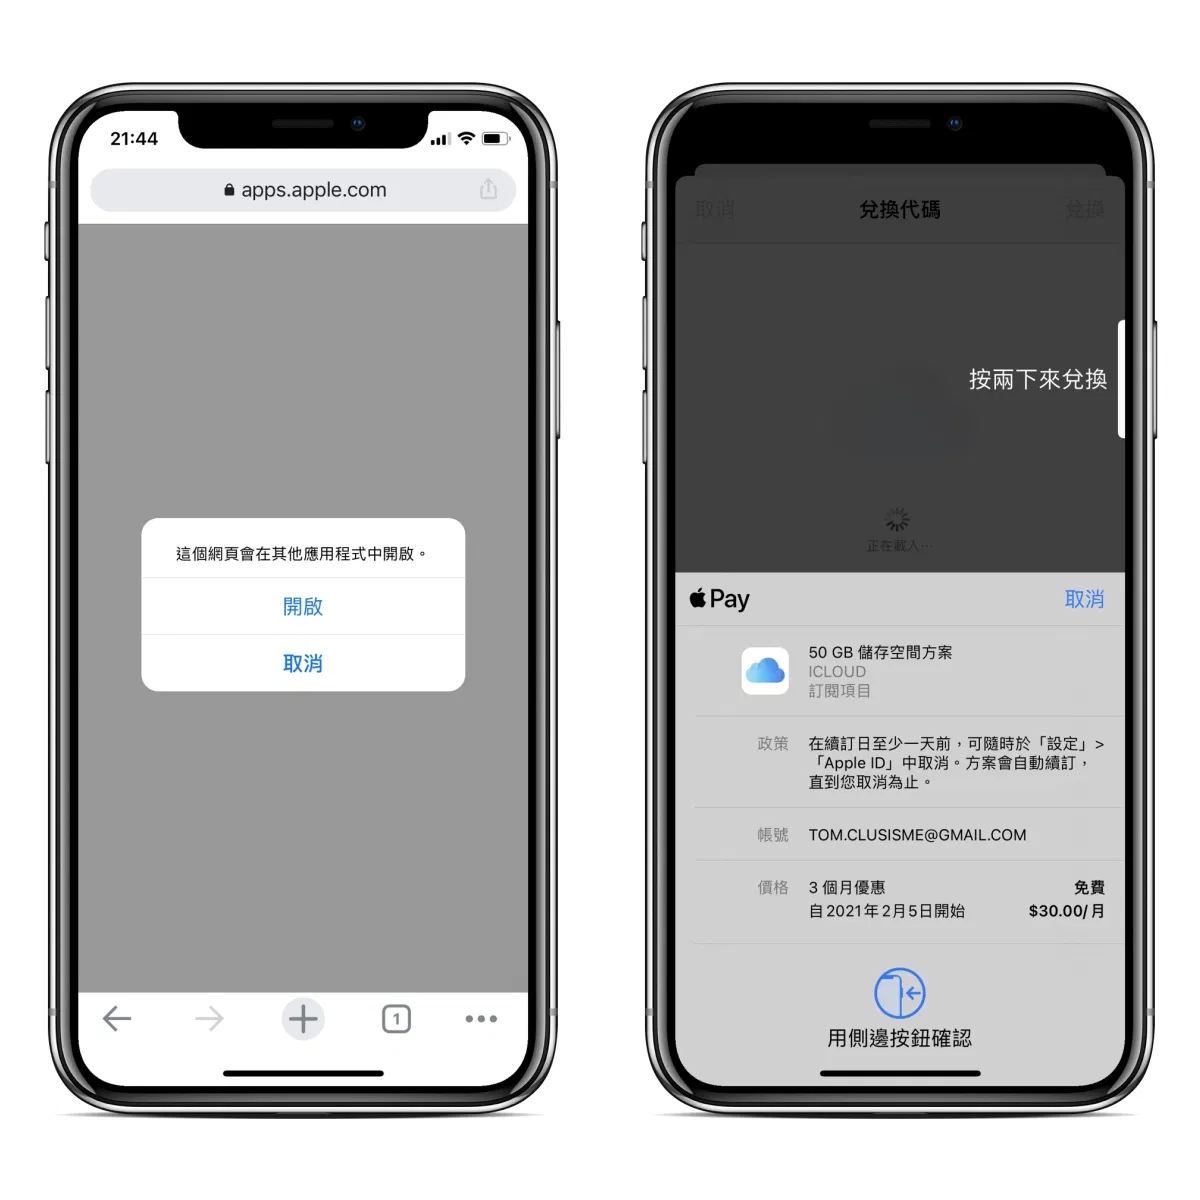 21:44
apps.apple.com
這個網頁會在其他應用程式中開啟。
開啟
取消
1
取消
兌換代碼
兌換
按兩下來兌換
正在載入…
Pay
取消
50 GB 儲存空間方案
ICLOUD
訂閱項目
政策
在續訂日至少一天前，可隨時於「設定」>
「Apple ID」中取消。方案會自動續訂，
直到您取消為止。
帳號
TOM.CLUSISME@GMAIL.COM
價格
3 個月優惠
免費
自 2021年 2月5日開始
$30.00/月
用側邊按鈕確認